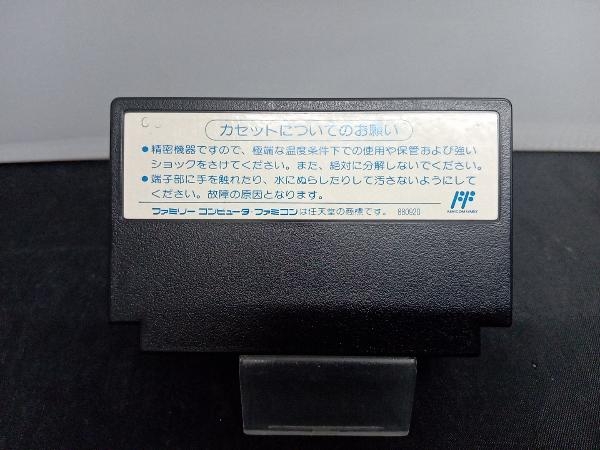 カセットについてのお願い
●精密機器ですので、極端な温度条件下での使用や保管および強い
ショックをさけてください。また、絶対に分解しないでください。
●端子部に手を触れたり、水にぬらしたりして汚さないようにして
ください。故障の原因となります。
ファミリーコンピュータ・ファミコンは任天堂の商標です。 880920
FF